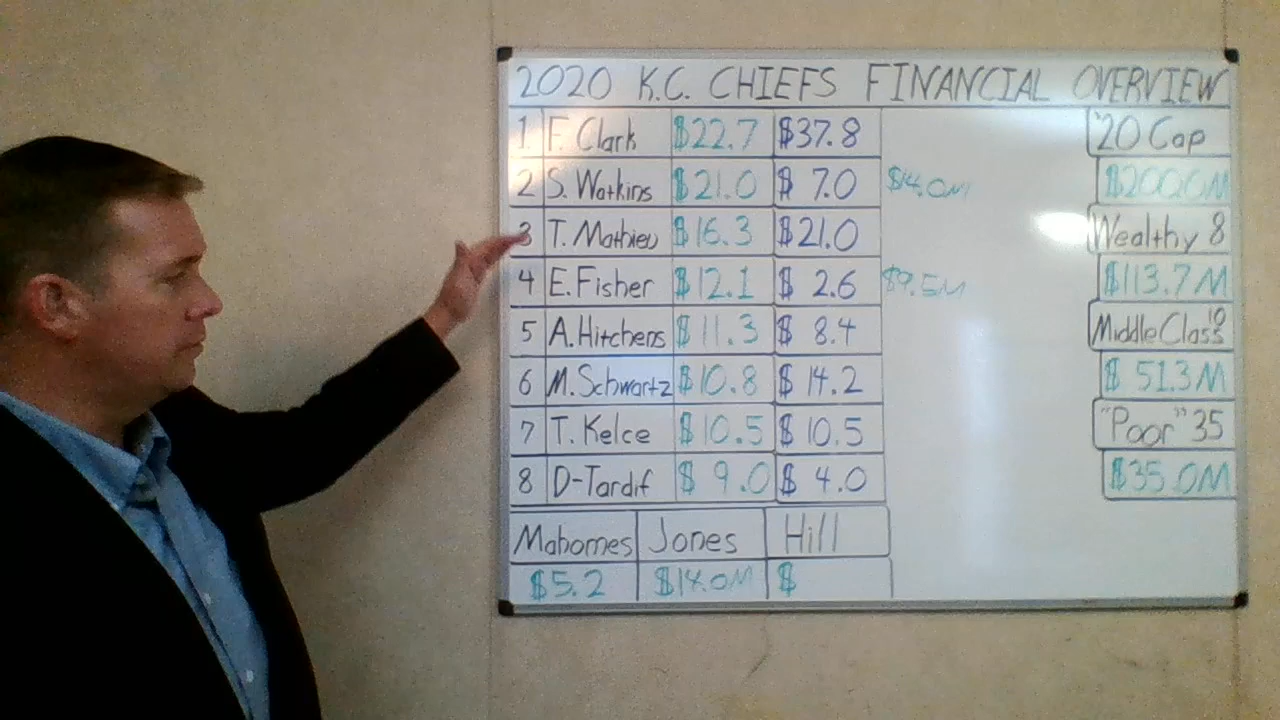 2020 K.C. CHIEFS FINANCIAL OVERVIEW
1 F. Clark $22.7 $37.8
2 S. Watkins $21.0 $ 7.0 $14.0M
3 T. Mathieu $16.3 $21.0
4 E. Fisher $12.1 $ 2.6 $9.5M
5 A. Hitchens $11.3 $ 8.4
6 M. Schwartz $10.8 $ 14.2
7 T. Kelce $10.5 $ 10.5
8 D-Tardif $ 9.0 $ 4.0
Mahomes Jones Hill
$5.2 $14.0M $
'20 Cap
$200.0M
Wealthy 8
$113.7M
Middle Class 10
$ 51.3M
"Poor" 35
$35.0M